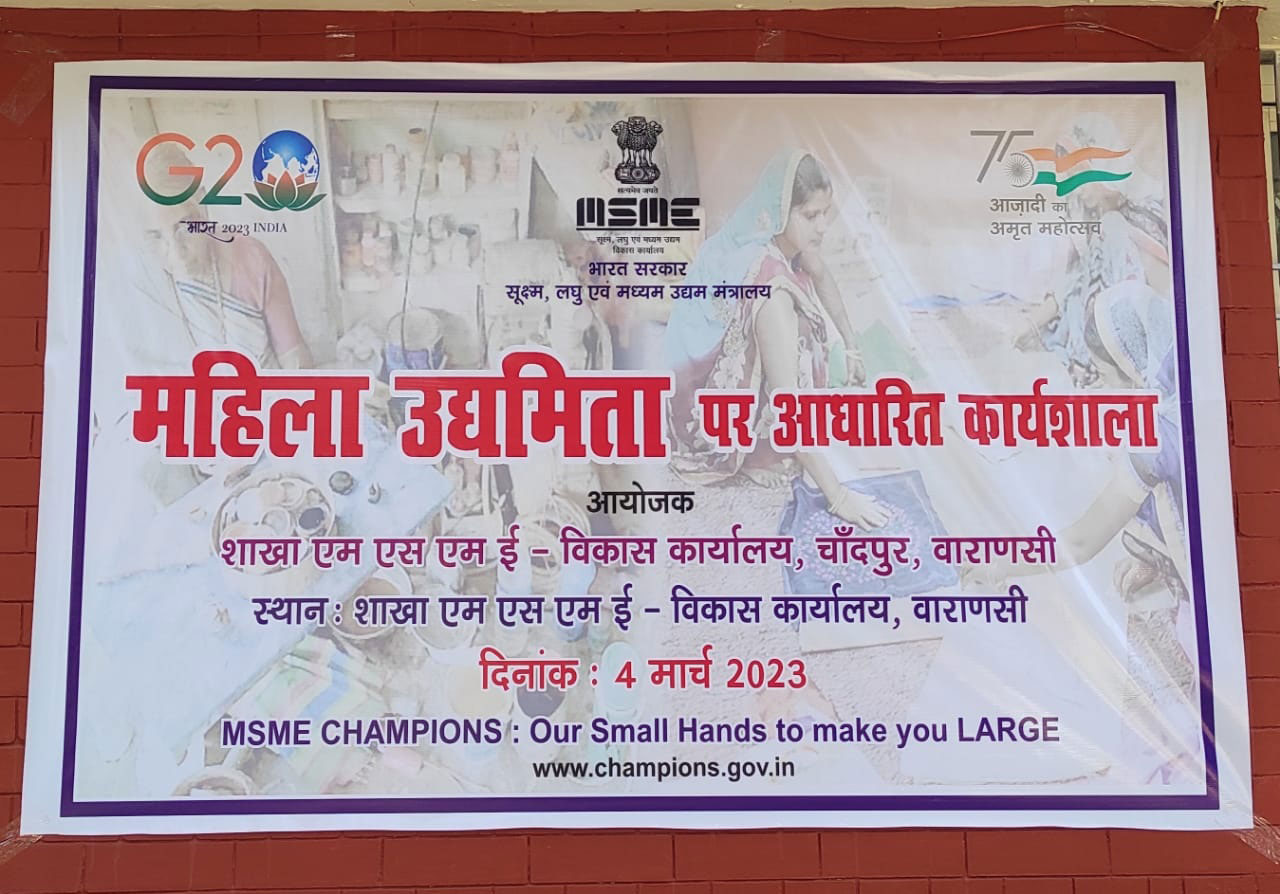 G20
भारत 2023 INDIA
सत्यमेव जयते
MSME
सूक्ष्म, लघु एवं मध्यम उद्यम
विकास कार्यालय
भारत सरकार
सूक्ष्म, लघु एवं मध्यम उद्यम मंत्रालय
75
आज़ादी का
अमृत महोत्सव
महिला उद्यमिता पर आधारित कार्यशाला
आयोजक
शाखा एम एस एम ई – विकास कार्यालय, चाँदपुर, वाराणसी
स्थान : शाखा एम एस एम ई – विकास कार्यालय, वाराणसी
दिनांक : 4 मार्च 2023
MSME CHAMPIONS : Our Small Hands to make you LARGE
www.champions.gov.in